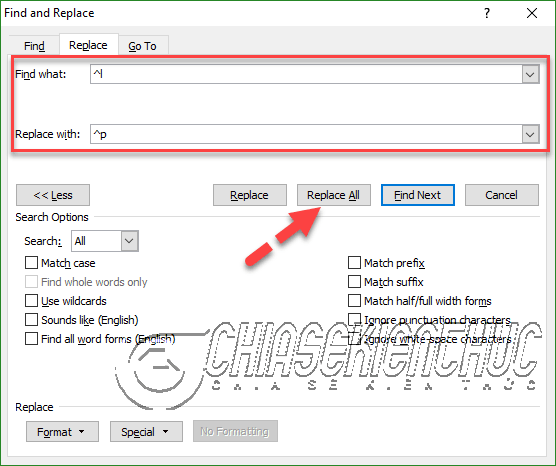 Find and Replace
Find Replace Go To
Find what: ^l
Replace with: ^p
<< Less Replace Replace All Find Next Cancel
Search Options
Search: All
Match case Match prefix
Find whole words only Match suffix
Use wildcards Match half/full width forms
Sounds like (English) Ignore punctuation characters
Find all word forms (English) Ignore white-space characters
CHIASEKIENTHUC
CHIA SẺ KIẾN THỨC
Replace
Format Special No Formatting